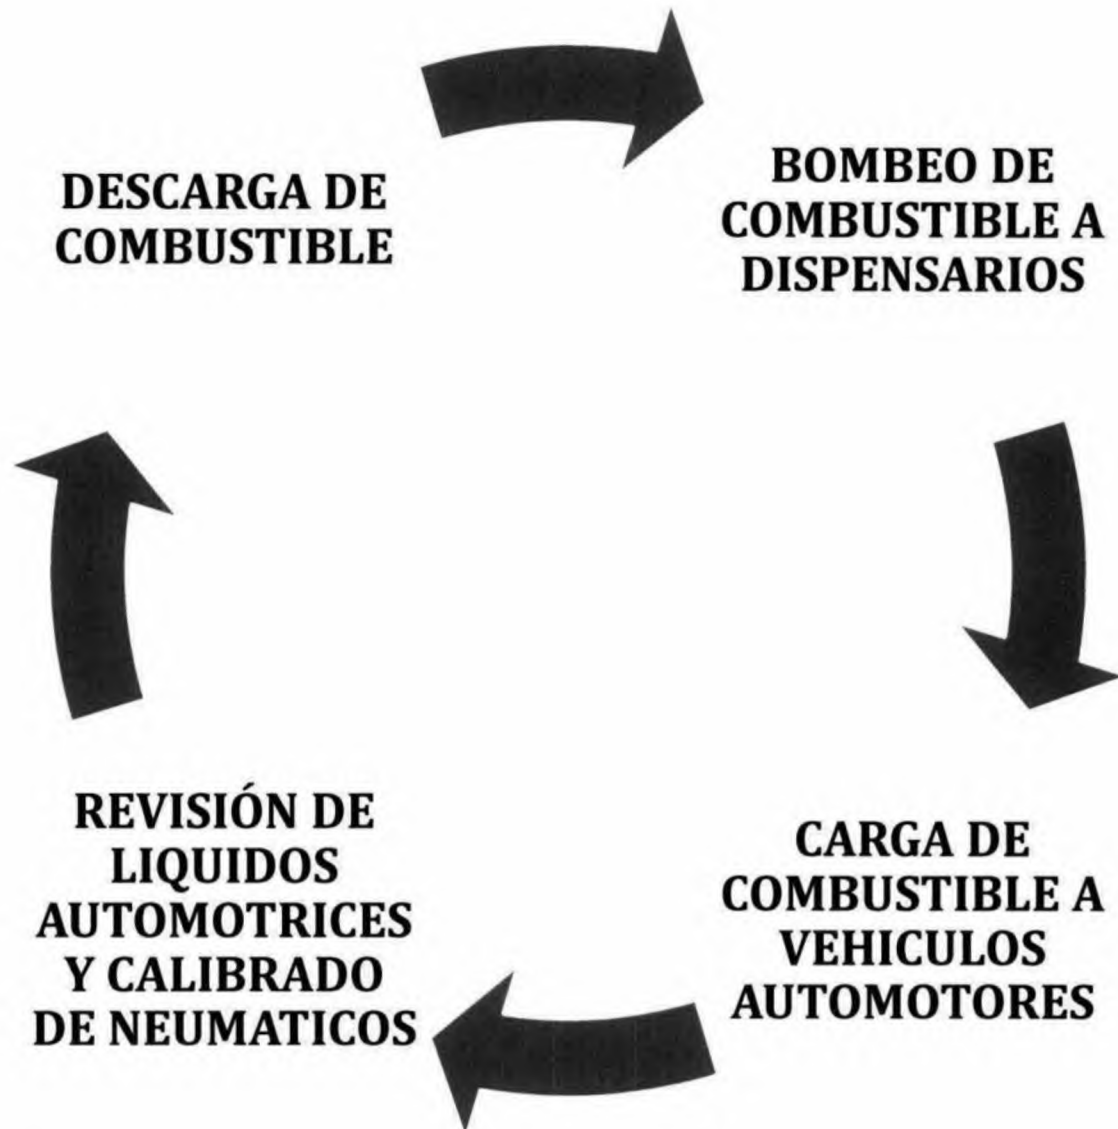 DESCARGA DE
COMBUSTIBLE
BOMBEO DE
COMBUSTIBLE A
DISPENSARIOS
CARGA DE
COMBUSTIBLE A
VEHICULOS
AUTOMOTORES
REVISIÓN DE
LIQUIDOS
AUTOMOTRICES
Y CALIBRADO
DE NEUMATICOS